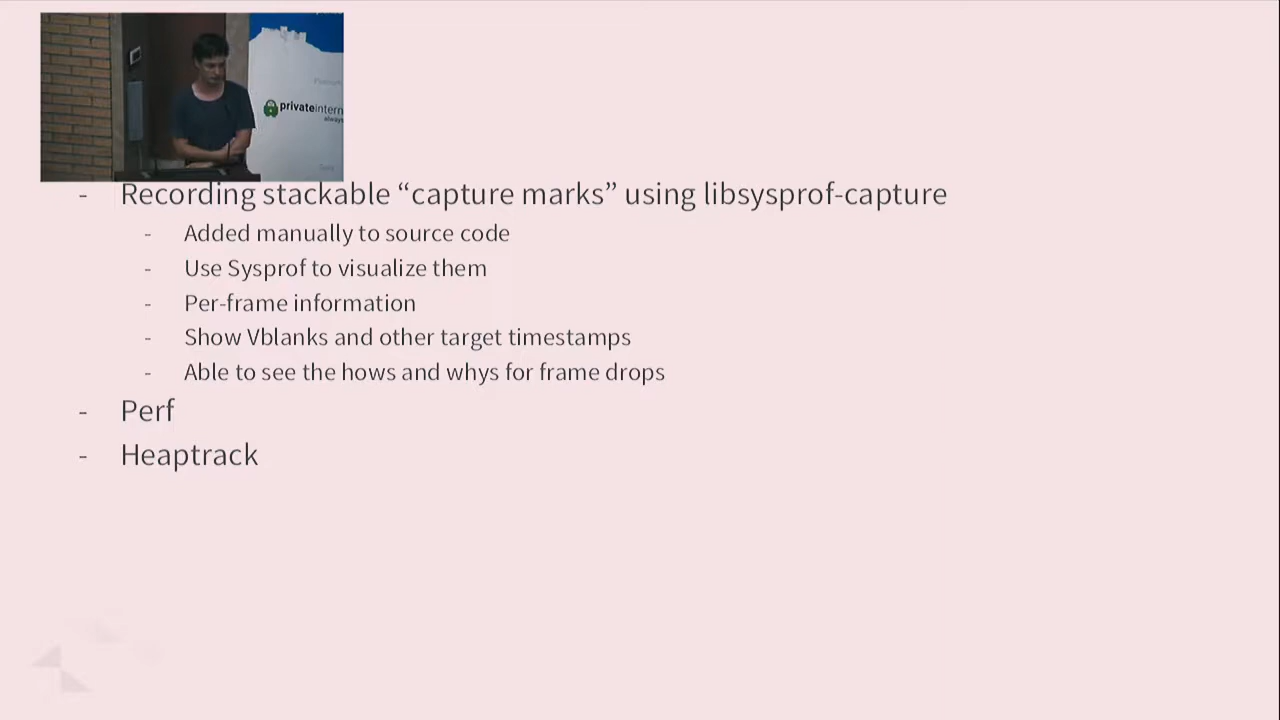 privateintern
always
- Recording stackable “capture marks” using libsysprof-capture
- Added manually to source code
- Use Sysprof to visualize them
- Per-frame information
- Show Vblanks and other target timestamps
- Able to see the hows and whys for frame drops
- Perf
- Heaptrack